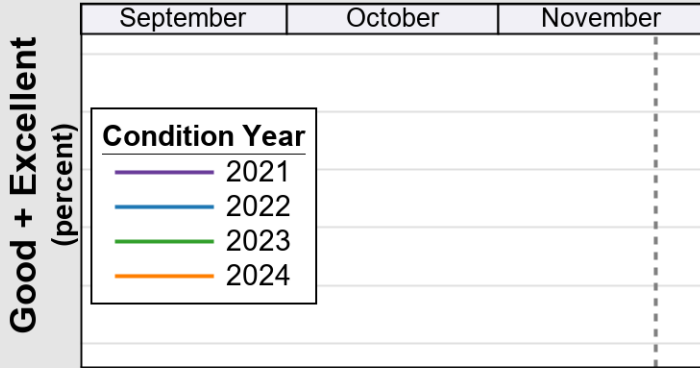 September October November
Good + Excellent
(percent)
Condition Year
2021
2022
2023
2024